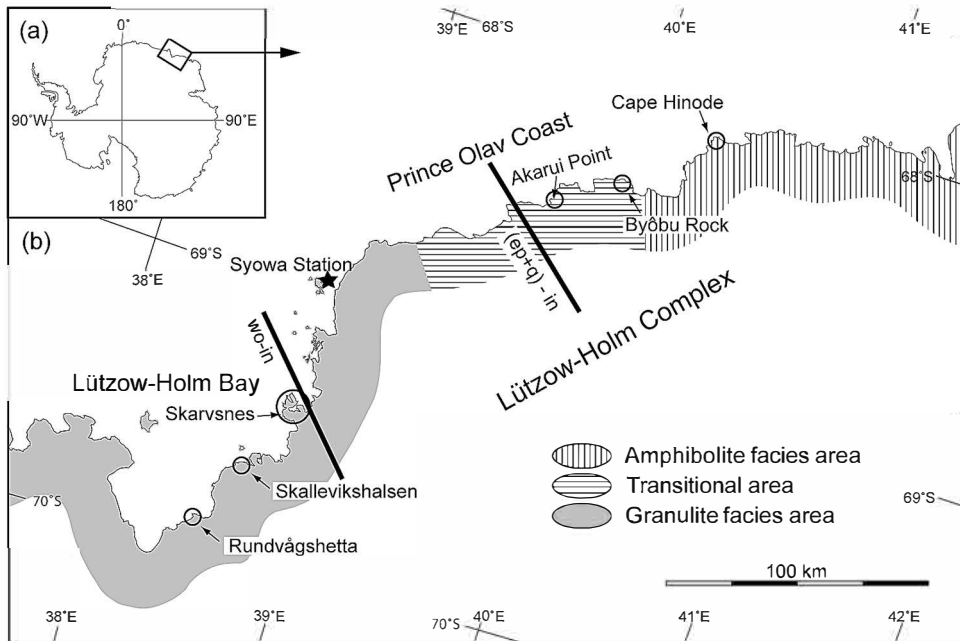 (a)
0°
90°W
90°E
180°
39°E
68°S
40°E
41°E
Cape Hinode
Prince Olav Coast
Akarui Point
68°S
Byôbu Rock
(ep+q) - in
(b)
69°S
38°E
Syowa Station
wo-in
Lützow-Holm Complex
Lützow-Holm Bay
Skarvsnes
Skallevikshalsen
70°S
Rundvågshetta
Amphibolite facies area
Transitional area
Granulite facies area
69°S
100 km
38°E
39°E
40°E
70°S
41°E
42°E